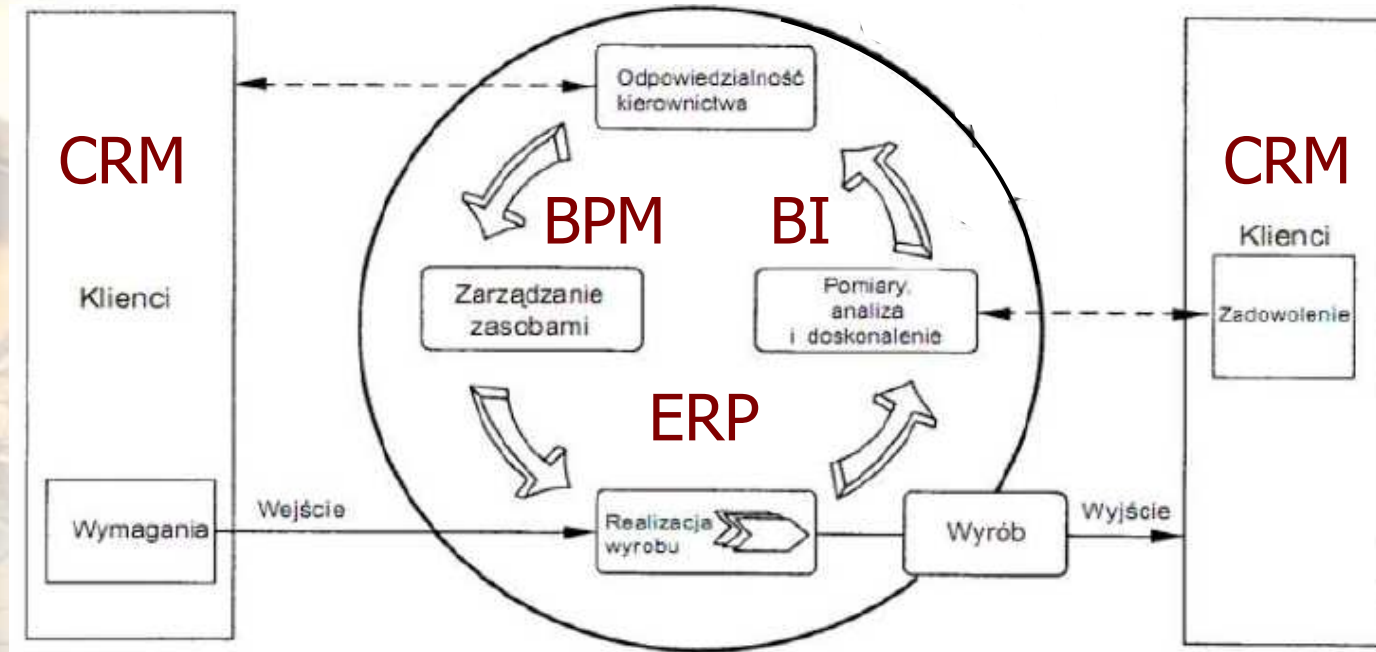 CRM
Klienci
Wymagania
Wejście
Odpowiedzialność
kierownictwa
BPM
BI
Zarządzanie
zasobami
Pomiary,
analiza
i doskonalenie
ERP
Realizacja
wyrobu
Wyrób
Wyjście
CRM
Klienci
Zadowolenie